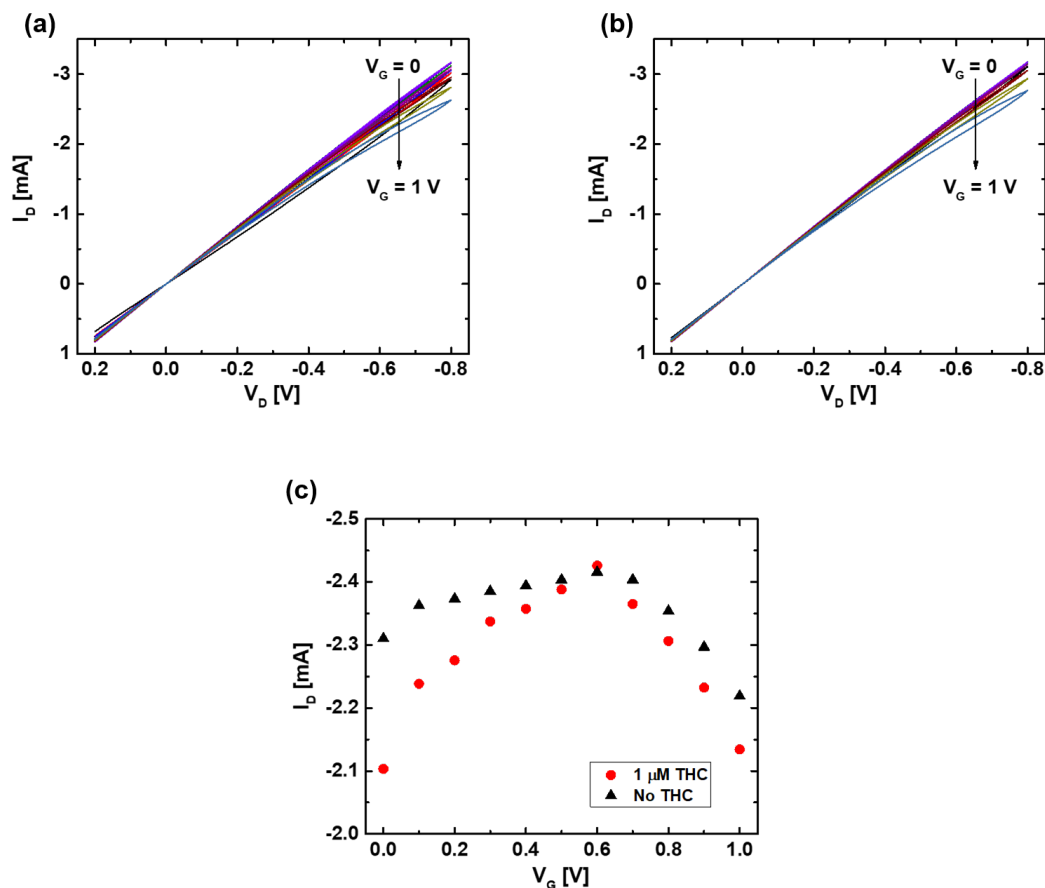 (a)
V_G = 0
V_G = 1 V
-3
-2
-1
0
1
I_D [mA]
0.2 0.0 -0.2 -0.4 -0.6 -0.8
V_D [V]
(b)
V_G = 0
V_G = 1 V
-3
-2
-1
0
1
I_D [mA]
0.2 0.0 -0.2 -0.4 -0.6 -0.8
V_D [V]
(c)
-2.5
-2.4
-2.3
-2.2
-2.1
-2.0
I_D [mA]
1 μM THC
No THC
0.0 0.2 0.4 0.6 0.8 1.0
V_G [V]